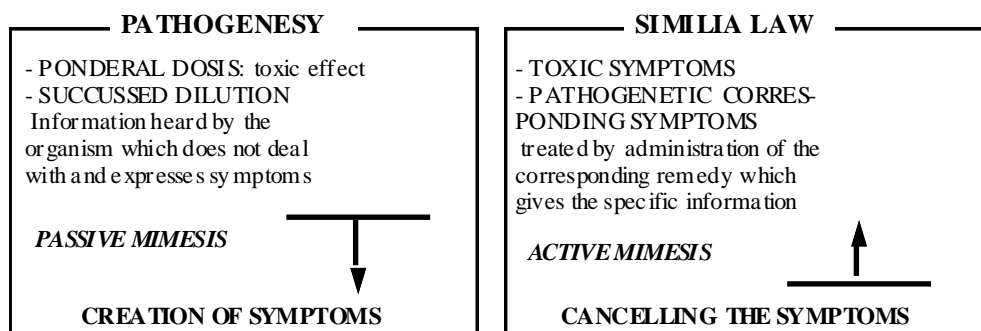 PATHOGENESY
- PONDERAL DOSIS: toxic effect
- SUCCUSSED DILUTION
Information heard by the
organism which does not deal
with and expresses symptoms
PASSIVE MIMESIS
CREATION OF SYMPTOMS
SIMILIA LAW
- TOXIC SYMPTOMS
- PATHOGENETIC CORRES-
PONDING SYMPTOMS
treated by administration of the
corresponding remedy which
gives the specific information
ACTIVE MIMESIS
CANCELLING THE SYMPTOMS